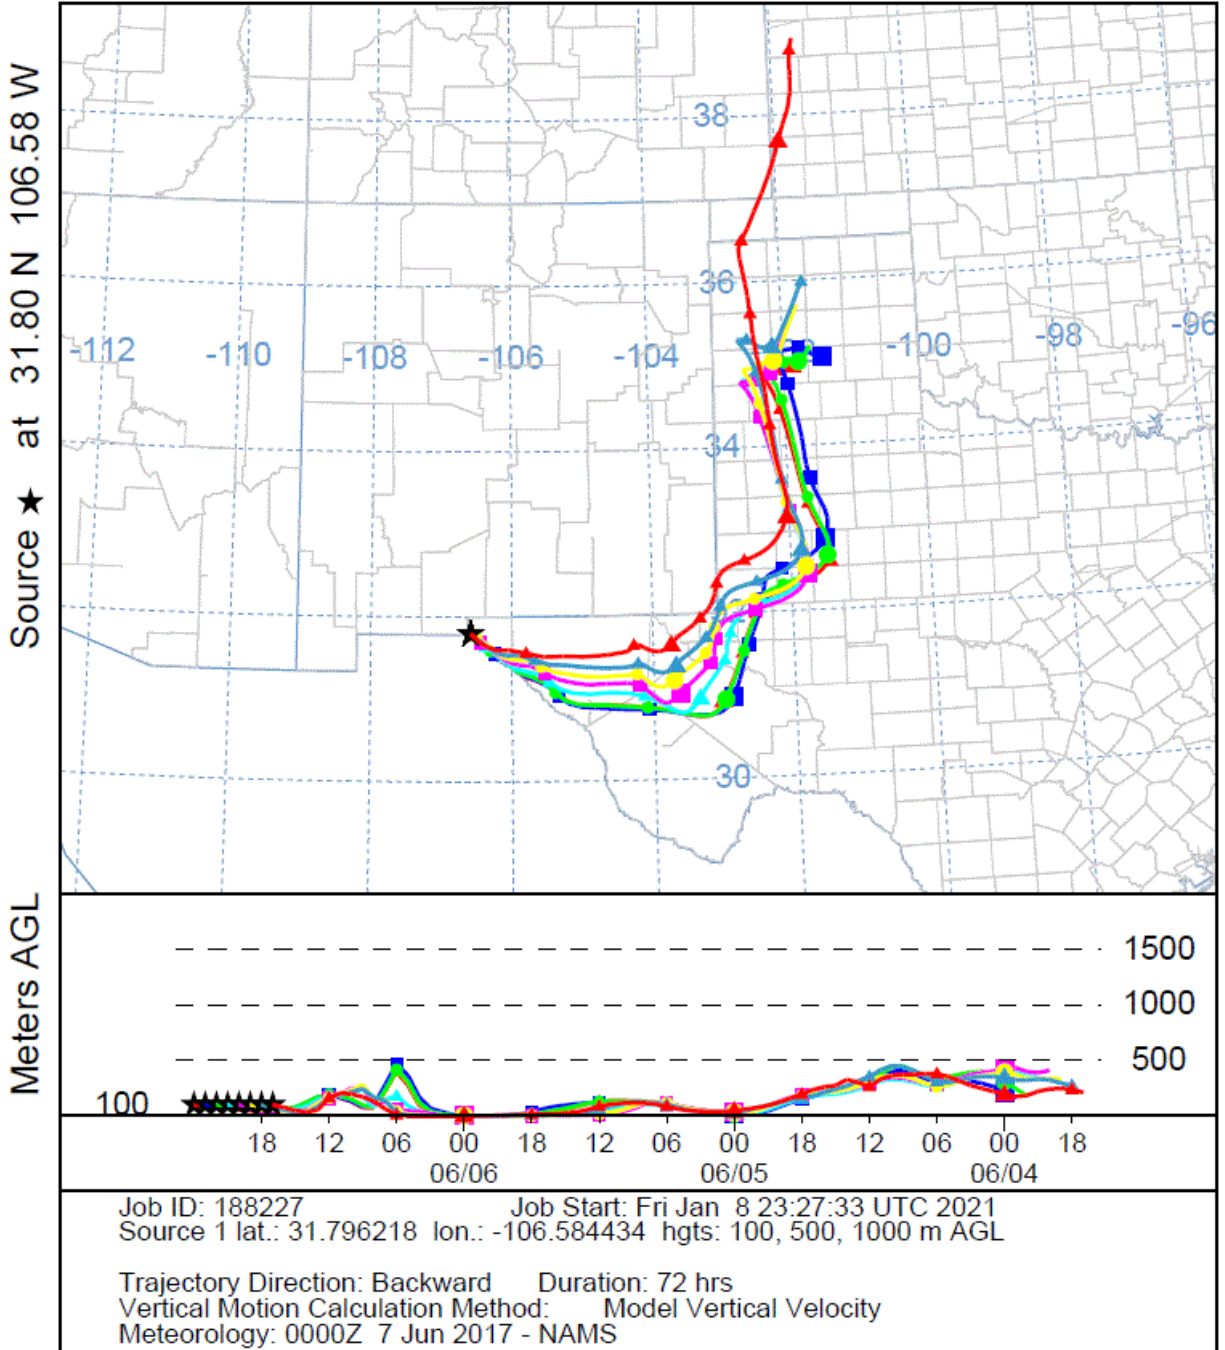 Source ★ at 31.80 N 106.58 W
38
36
-112
-110
-108
-106
-104
-100
-98
-96
34
30
Meters AGL
1500
1000
500
100
18 12 06 00 18 12 06 00 18 12 06 00 18
06/06 06/05 06/04
Job ID: 188227 Job Start: Fri Jan 8 23:27:33 UTC 2021
Source 1 lat.: 31.796218 lon.: -106.584434 hgts: 100, 500, 1000 m AGL
Trajectory Direction: Backward Duration: 72 hrs
Vertical Motion Calculation Method: Model Vertical Velocity
Meteorology: 0000Z 7 Jun 2017 - NAMS